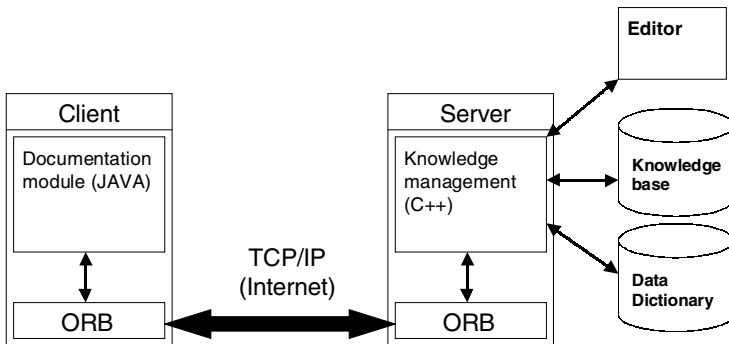 Editor
Client
Server
Documentation
module (JAVA)
Knowledge
management
(C++)
Knowledge
base
TCP/IP
(Internet)
Data
Dictionary
ORB
ORB